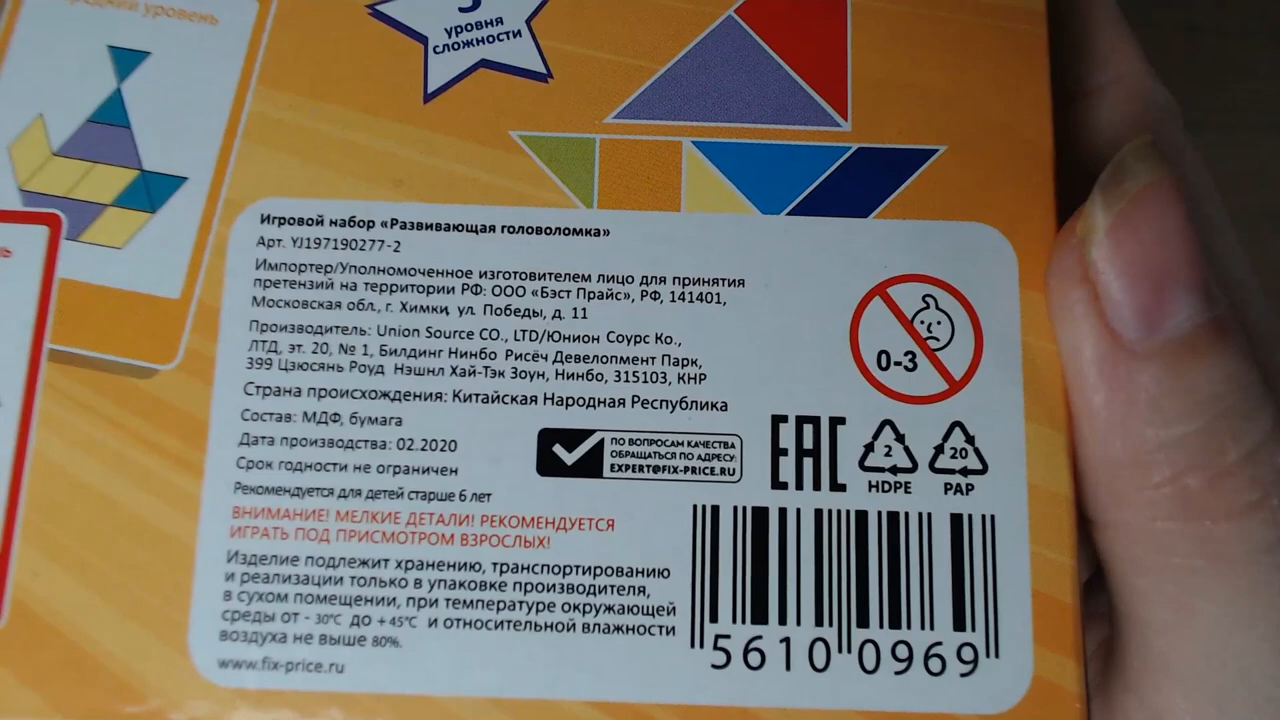 средний уровень
уровня
сложности
Игровой набор «Развивающая головоломка»
Арт. YJ197190277-2
Импортер/Уполномоченное изготовителем лицо для принятия
претензий на территории РФ: ООО «Бэст Прайс», РФ, 141401,
Московская обл., г. Химки, ул. Победы, д. 11
Производитель: Union Source CO., LTD/Юнион Соурс Ко.,
ЛТД, эт. 20, № 1, Билдинг Нинбо Рисёч Девелопмент Парк,
399 Цзюсянь Роуд Нэшнл Хай-Тэк Зоун, Нинбо, 315103, КНР
Страна происхождения: Китайская Народная Республика
Состав: МДФ, бумага
Дата производства: 02.2020
Срок годности не ограничен
Рекомендуется для детей старше 6 лет
ВНИМАНИЕ! МЕЛКИЕ ДЕТАЛИ! РЕКОМЕНДУЕТСЯ
ИГРАТЬ ПОД ПРИСМОТРОМ ВЗРОСЛЫХ!
Изделие подлежит хранению, транспортированию
и реализации только в упаковке производителя,
в сухом помещении, при температуре окружающей
среды от - 30°С до +45°С и относительной влажности
воздуха не выше 80%.
www.fix-price.ru
0-3
ПО ВОПРОСАМ КАЧЕСТВА
ОБРАЩАТЬСЯ ПО АДРЕСУ:
EXPERT@FIX-PRICE.RU
EAC
2
HDPE
20
PAP
5610 0969